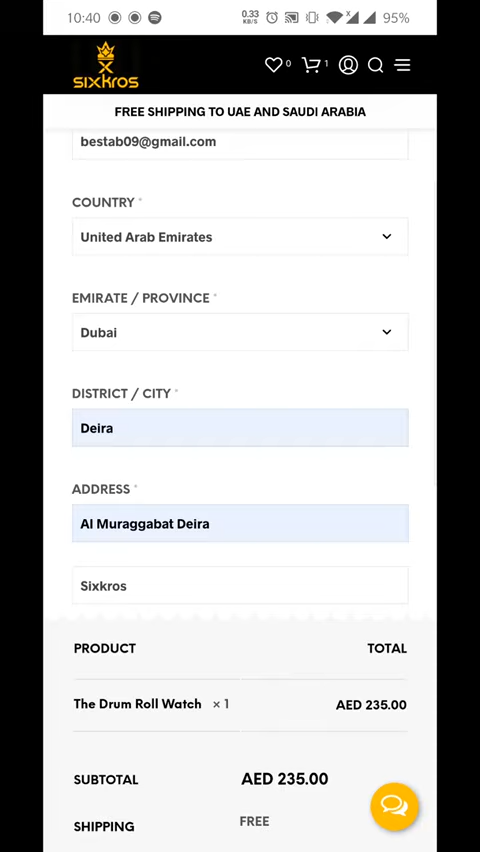 10:40
0.33
KB/S
x
95%
sixkros
0
1
FREE SHIPPING TO UAE AND SAUDI ARABIA
bestab09@gmail.com
COUNTRY *
United Arab Emirates
EMIRATE / PROVINCE *
Dubai
DISTRICT / CITY *
Deira
ADDRESS *
Al Muraggabat Deira
Sixkros
PRODUCT TOTAL
The Drum Roll Watch × 1 AED 235.00
SUBTOTAL AED 235.00
SHIPPING FREE